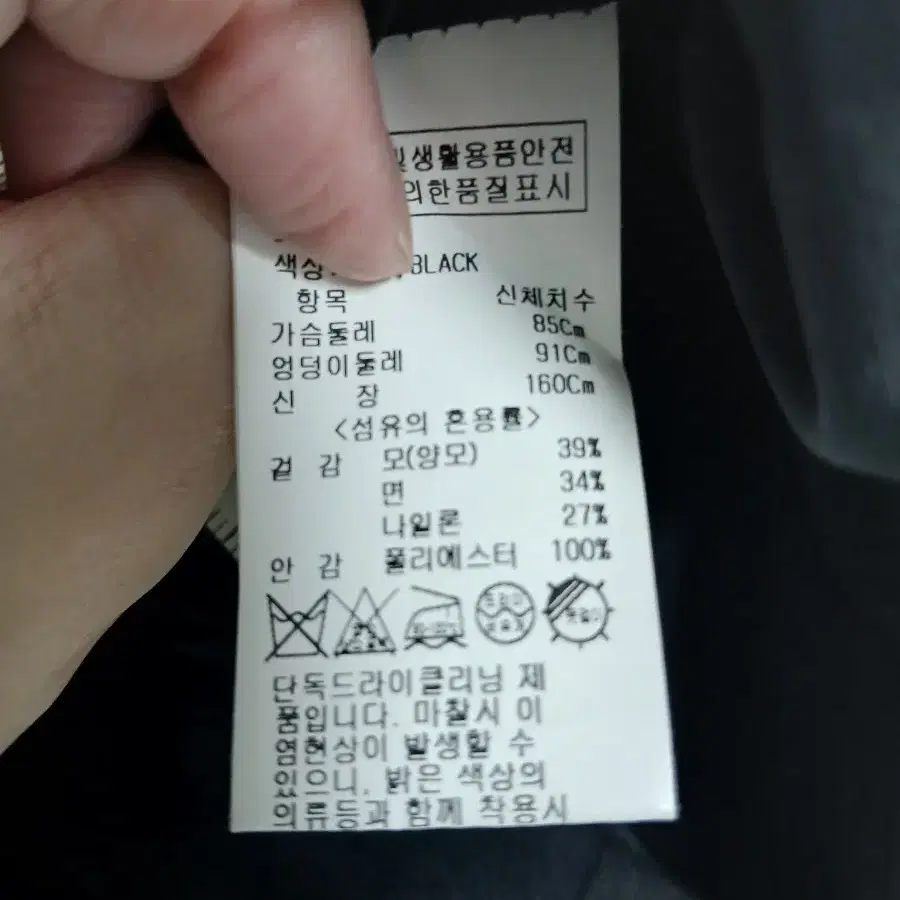 및생활용품안전
의한품질표시
색상 BLACK
항목 신체치수
가슴둘레 85Cm
엉덩이둘레 91Cm
신 장 160Cm
<섬유의 혼용률>
겉 감 모(양모) 39%
면 34%
나일론 27%
안 감 폴리에스터 100%
드라이
단독드라이클리닝 제
품입니다. 마찰시 이
염현상이 발생할 수
있으니, 밝은 색상의
의류등과 함께 착용시